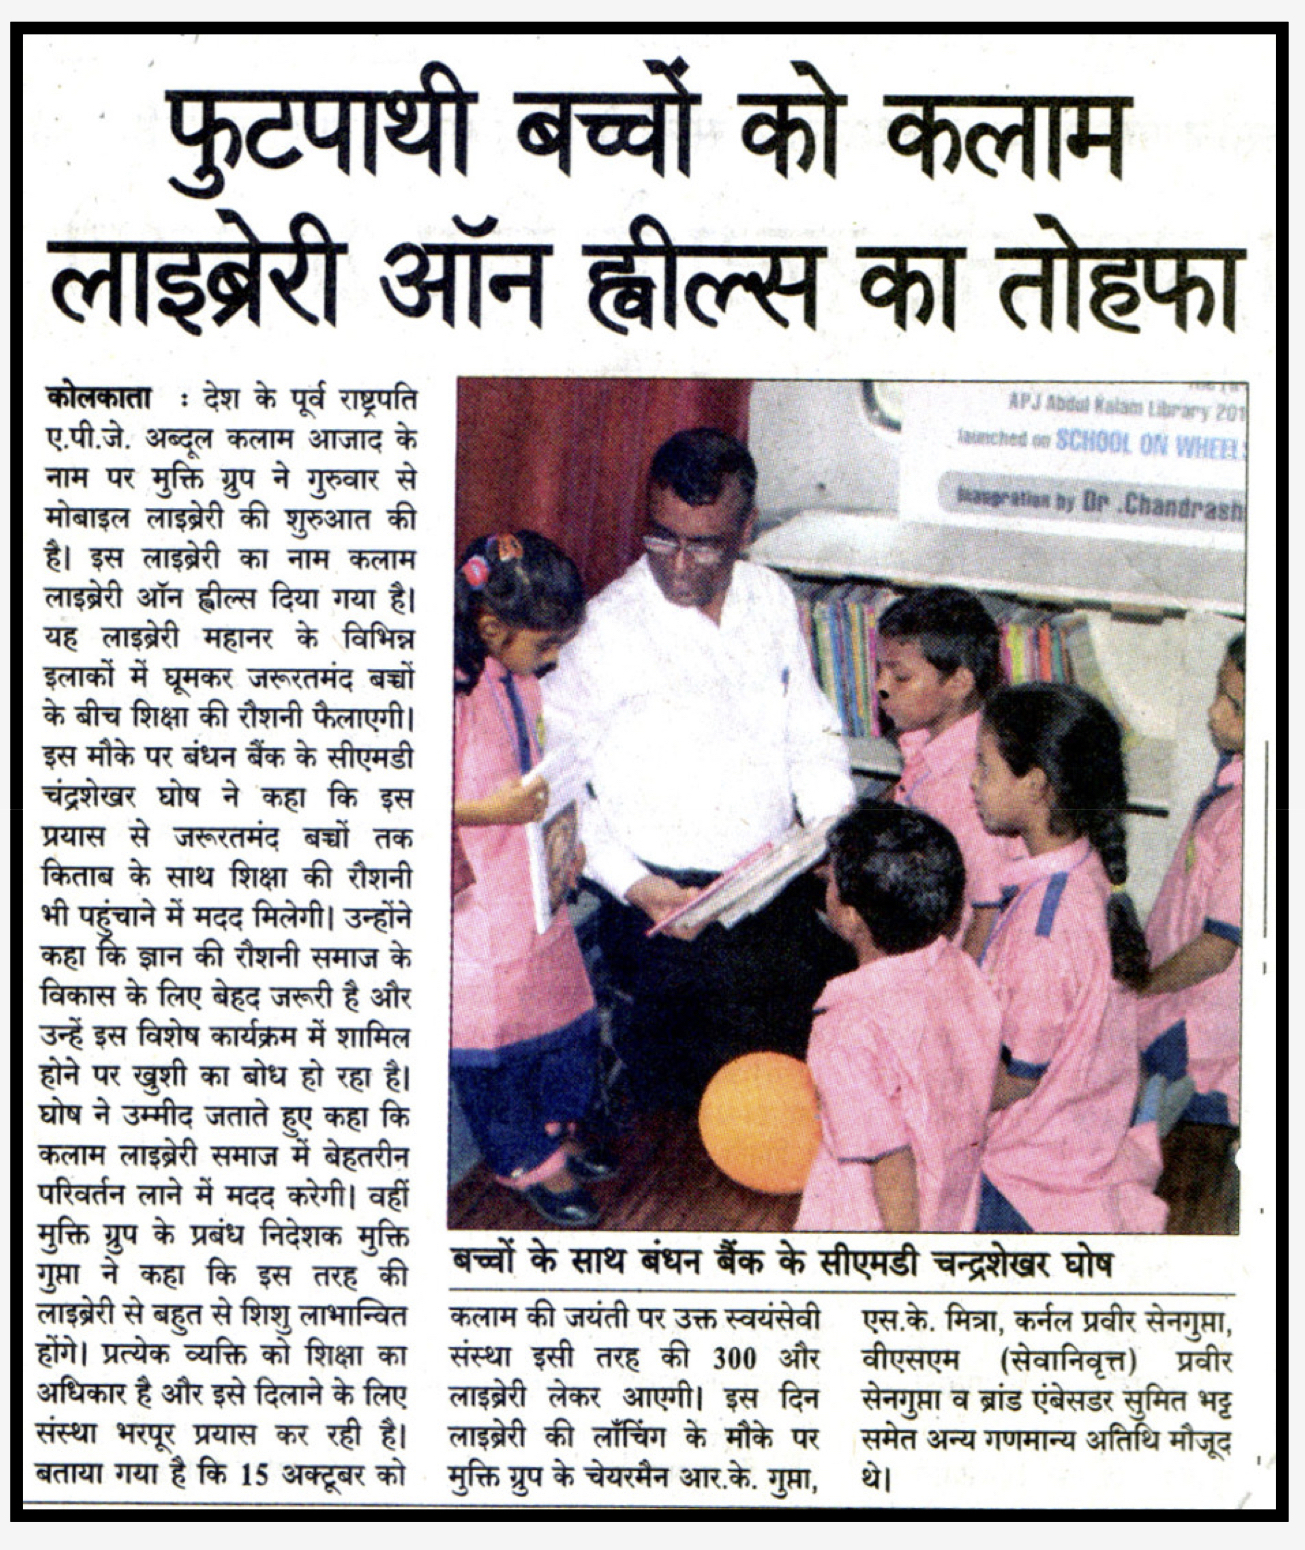 फुटपाथी बच्चों को कलाम
लाइब्रेरी ऑन ह्वील्स का तोहफा
कोलकाता : देश के पूर्व राष्ट्रपति
ए.पी.जे. अब्दूल कलाम आजाद के
नाम पर मुक्ति ग्रुप ने गुरुवार से
मोबाइल लाइब्रेरी की शुरुआत की
है। इस लाइब्रेरी का नाम कलाम
लाइब्रेरी ऑन ह्वील्स दिया गया है।
यह लाइब्रेरी महानर के विभिन्न
इलाकों में घूमकर जरूरतमंद बच्चों
के बीच शिक्षा की रौशनी फैलाएगी।
इस मौके पर बंधन बैंक के सीएमडी
चंद्रशेखर घोष ने कहा कि इस
प्रयास से जरूरतमंद बच्चों तक
किताब के साथ शिक्षा की रौशनी
भी पहुंचाने में मदद मिलेगी। उन्होंने
कहा कि ज्ञान की रौशनी समाज के
विकास के लिए बेहद जरूरी है और
उन्हें इस विशेष कार्यक्रम में शामिल
होने पर खुशी का बोध हो रहा है।
घोष ने उम्मीद जताते हुए कहा कि
कलाम लाइब्रेरी समाज में बेहतरीन
परिवर्तन लाने में मदद करेगी। वहीं
मुक्ति ग्रुप के प्रबंध निदेशक मुक्ति
गुप्ता ने कहा कि इस तरह की
लाइब्रेरी से बहुत से शिशु लाभान्वित
होंगे। प्रत्येक व्यक्ति को शिक्षा का
अधिकार है और इसे दिलाने के लिए
संस्था भरपूर प्रयास कर रही है।
बताया गया है कि 15 अक्टूबर को
APJ Abdul Kalam Library 201
launched on SCHOOL ON WHEELS
Inaugration by Dr .Chandrash
बच्चों के साथ बंधन बैंक के सीएमडी चन्द्रशेखर घोष
कलाम की जयंती पर उक्त स्वयंसेवी
संस्था इसी तरह की 300 और
लाइब्रेरी लेकर आएगी। इस दिन
लाइब्रेरी की लाँचिंग के मौके पर
मुक्ति ग्रुप के चेयरमैन आर.के. गुप्ता,
एस.के. मित्रा, कर्नल प्रवीर सेनगुप्ता,
वीएसएम (सेवानिवृत्त) प्रवीर
सेनगुप्ता व ब्रांड एंबेसडर सुमित भट्ट
समेत अन्य गणमान्य अतिथि मौजूद
थे।